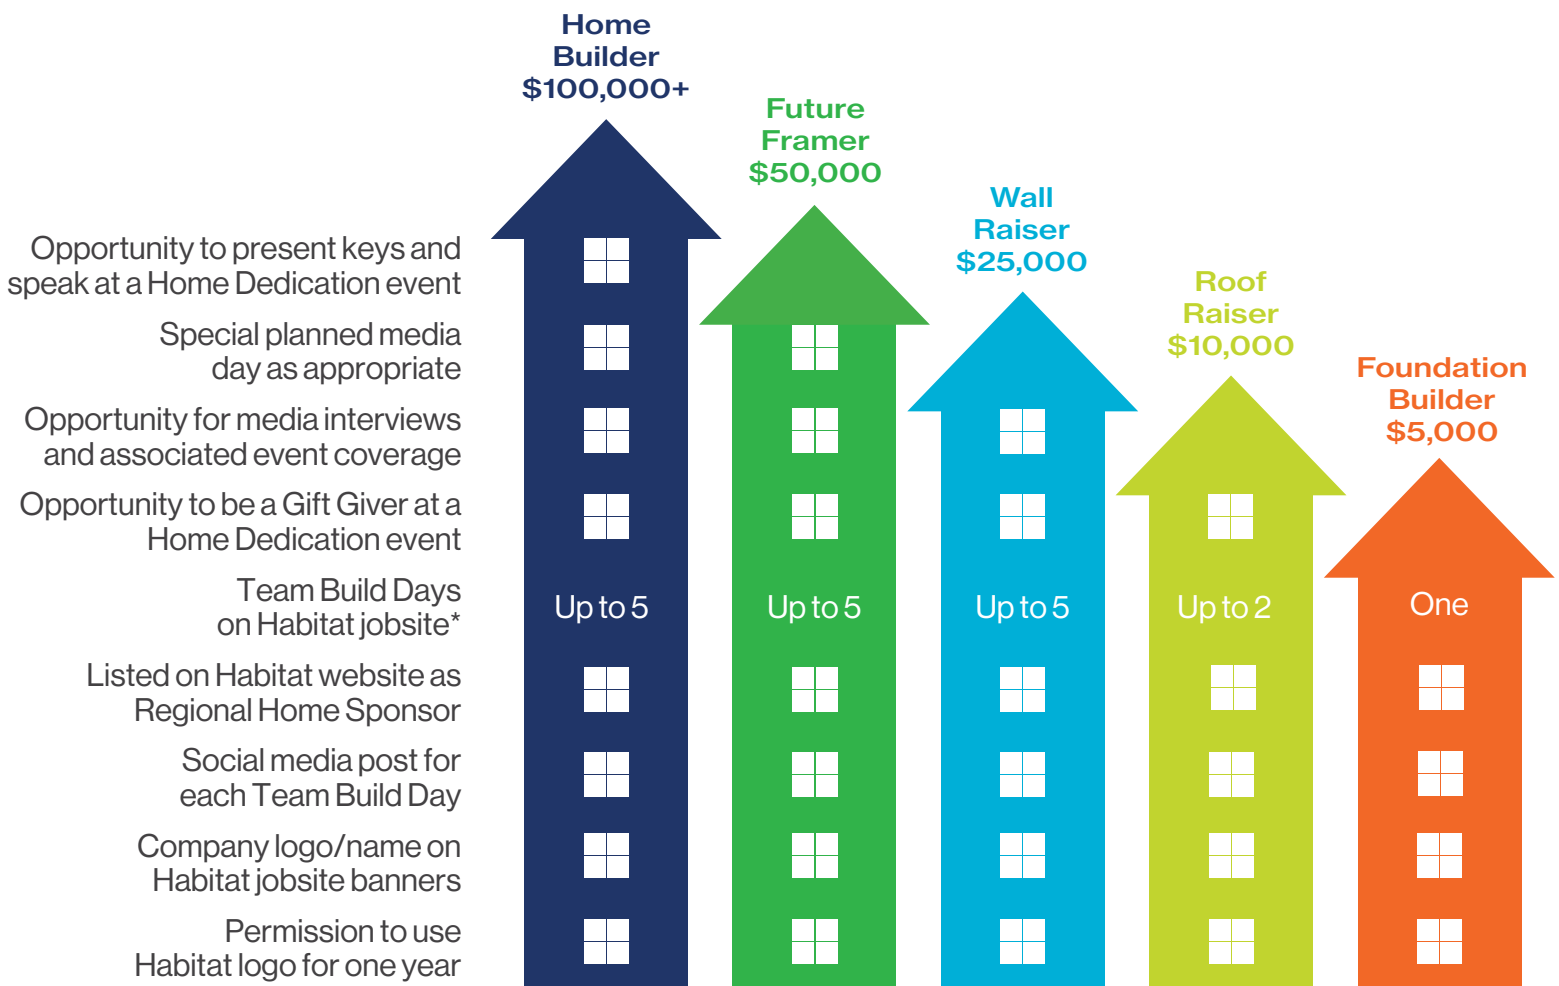 Home
Builder
$100,000+
Future
Framer
$50,000
Wall
Raiser
$25,000
Roof
Raiser
$10,000
Foundation
Builder
$5,000
Opportunity to present keys and
speak at a Home Dedication event
Special planned media
day as appropriate
Opportunity for media interviews
and associated event coverage
Opportunity to be a Gift Giver at a
Home Dedication event
Team Build Days
on Habitat jobsite*
Up to 5
Up to 5
Up to 5
Up to 2
One
Listed on Habitat website as
Regional Home Sponsor
Social media post for
each Team Build Day
Company logo/name on
Habitat jobsite banners
Permission to use
Habitat logo for one year